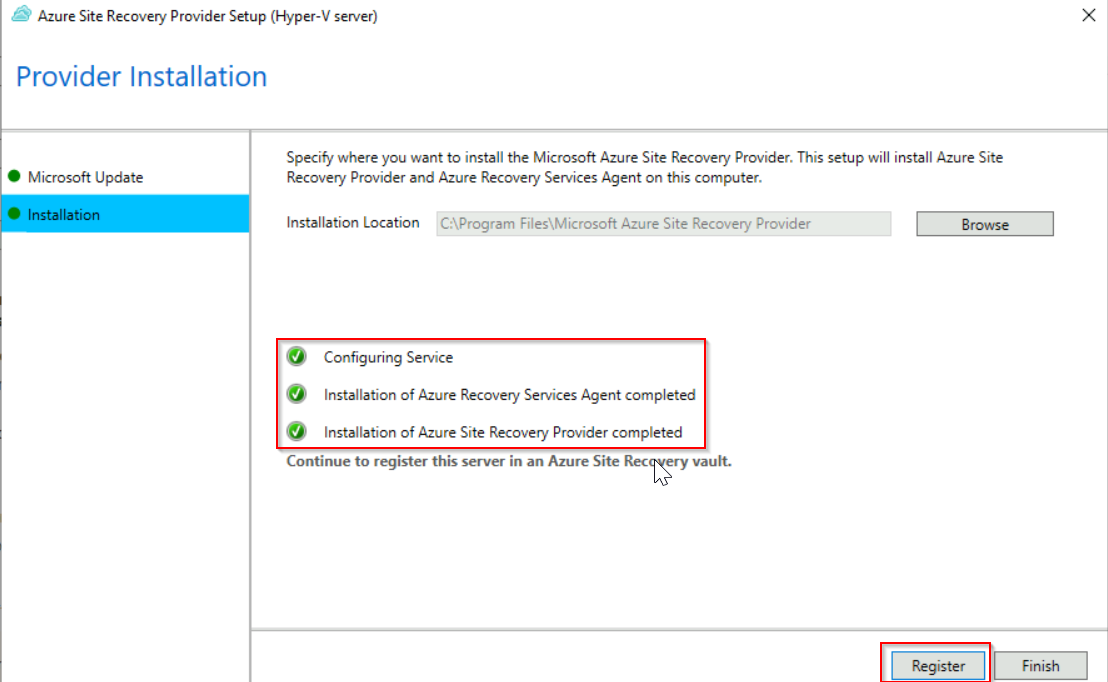 Azure Site Recovery Provider Setup (Hyper-V server)
Provider Installation
Microsoft Update
Installation
Specify where you want to install the Microsoft Azure Site Recovery Provider. This setup will install Azure Site
Recovery Provider and Azure Recovery Services Agent on this computer.
Installation Location
C:\Program Files\Microsoft Azure Site Recovery Provider
Browse
Configuring Service
Installation of Azure Recovery Services Agent completed
Installation of Azure Site Recovery Provider completed
Continue to register this server in an Azure Site Recovery vault.
Register
Finish